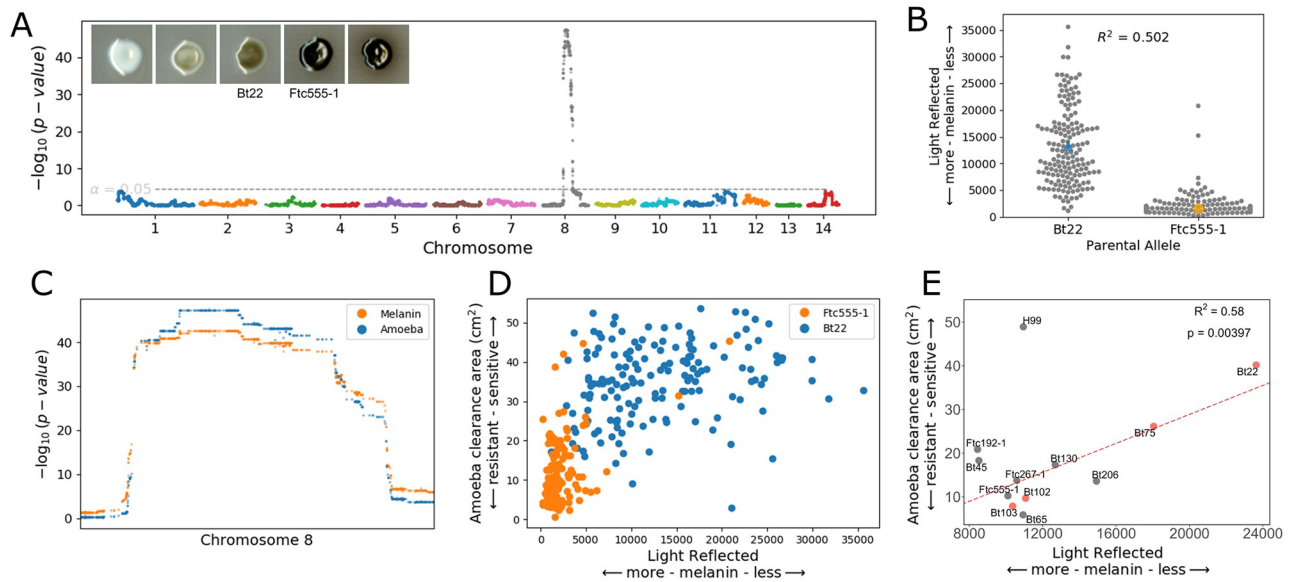 A
−log10 (p − value)
40
30
20
10
0
α = 0.05
Bt22
Ftc555-1
1
2
3
4
5
6
7
8
9
10
11
12
13
14
Chromosome
B
Light Reflected
⟵ more - melanin - less ⟶
35000
30000
25000
20000
15000
10000
5000
0
R² = 0.502
Bt22
Ftc555-1
Parental Allele
C
−log10 (p − value)
40
30
20
10
0
Melanin
Amoeba
Chromosome 8
D
Amoeba clearance area (cm²)
⟵ resistant - sensitive ⟶
50
40
30
20
10
0
Ftc555-1
Bt22
0
5000
10000
15000
20000
25000
30000
35000
Light Reflected
⟵ more - melanin - less ⟶
E
Amoeba clearance area (cm²)
⟵ resistant - sensitive ⟶
50
40
30
20
10
R² = 0.58
p = 0.00397
H99
Bt22
Bt75
Ftc192-1
Bt45
Bt130
Ftc267-1
Bt206
Ftc555-1
Bt102
Bt103
Bt65
8000
12000
16000
20000
24000
Light Reflected
⟵ more - melanin - less ⟶